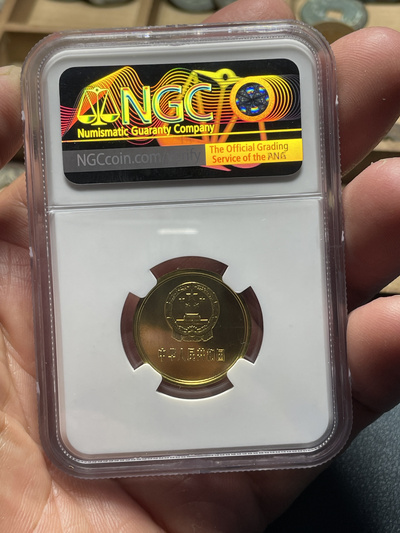 NGC
Numismatic Guaranty Company
NGCcoin.com/verify
The Official Grading
Service of the ANA
中华人民共和国